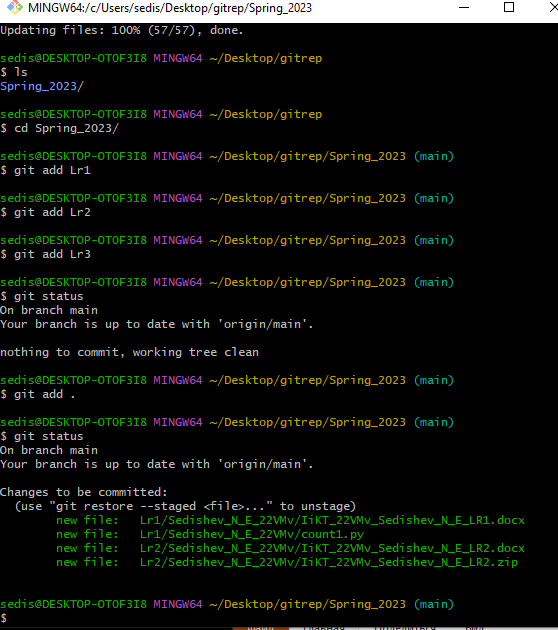 MINGW64:/c/Users/sedis/Desktop/gitrep/Spring_2023
Updating files: 100% (57/57), done.
sedis@DESKTOP-OTOF3I8 MINGW64 ~/Desktop/gitrep
$ ls
Spring_2023/
sedis@DESKTOP-OTOF3I8 MINGW64 ~/Desktop/gitrep
$ cd Spring_2023/
sedis@DESKTOP-OTOF3I8 MINGW64 ~/Desktop/gitrep/Spring_2023 (main)
$ git add Lr1
sedis@DESKTOP-OTOF3I8 MINGW64 ~/Desktop/gitrep/Spring_2023 (main)
$ git add Lr2
sedis@DESKTOP-OTOF3I8 MINGW64 ~/Desktop/gitrep/Spring_2023 (main)
$ git add Lr3
sedis@DESKTOP-OTOF3I8 MINGW64 ~/Desktop/gitrep/Spring_2023 (main)
$ git status
On branch main
Your branch is up to date with 'origin/main'.
nothing to commit, working tree clean
sedis@DESKTOP-OTOF3I8 MINGW64 ~/Desktop/gitrep/Spring_2023 (main)
$ git add .
sedis@DESKTOP-OTOF3I8 MINGW64 ~/Desktop/gitrep/Spring_2023 (main)
$ git status
On branch main
Your branch is up to date with 'origin/main'.
Changes to be committed:
(use "git restore --staged <file>..." to unstage)
new file: Lr1/Sedishev_N_E_22VMv/IiKT_22VMv_Sedishev_N_E_LR1.docx
new file: Lr1/Sedishev_N_E_22VMv/count1.py
new file: Lr2/Sedishev_N_E_22VMv/IiKT_22VMv_Sedishev_N_E_LR2.docx
new file: Lr2/Sedishev_N_E_22VMv/IiKT_22VMv_Sedishev_N_E_LR2.zip
sedis@DESKTOP-OTOF3I8 MINGW64 ~/Desktop/gitrep/Spring_2023 (main)
$